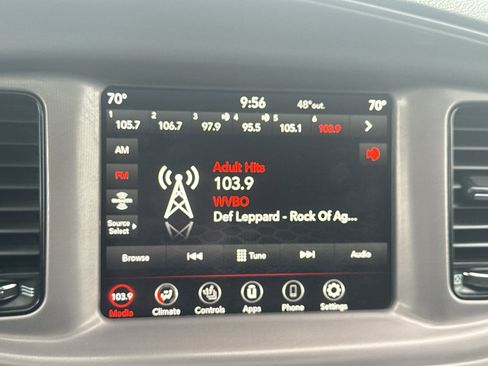 70° 9:56 48°out. 70°
1 2 3 4 5 6
105.7 106.7 97.9 95.5 105.1 103.9
AM
FM
Source
Select
Adult Hits
103.9
WVBO
Def Leppard - Rock Of Ag...
Browse Tune Audio
103.9
Media Climate Controls Apps Phone Settings